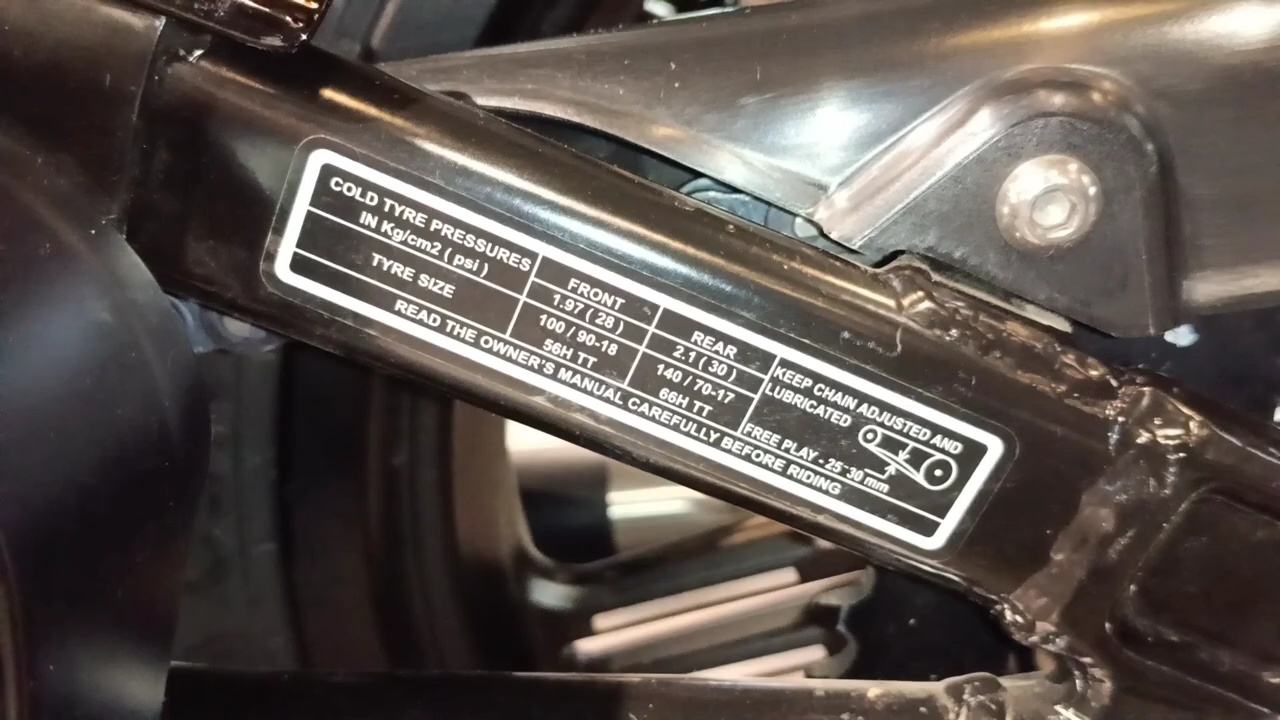 COLD TYRE PRESSURES
IN Kg/cm2 ( psi )
FRONT
1.97 ( 28 )
REAR
2.1 ( 30 )
TYRE SIZE
100 / 90-18
56H TT
140 / 70-17
66H TT
KEEP CHAIN ADJUSTED AND
LUBRICATED
FREE PLAY - 25~30 mm
READ THE OWNER'S MANUAL CAREFULLY BEFORE RIDING